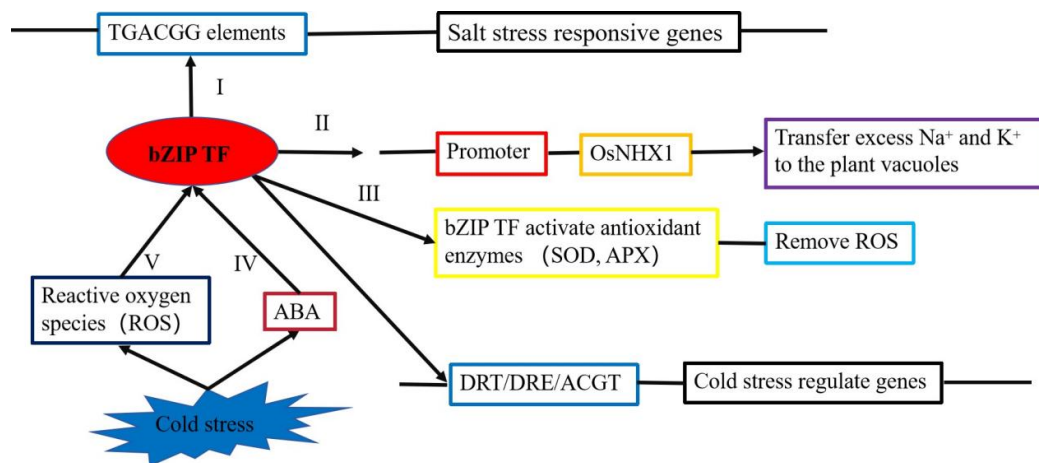 TGACGG elements
Salt stress responsive genes
I
II
bZIP TF
Promoter
OsNHX1
Transfer excess Na⁺ and K⁺
to the plant vacuoles
III
bZIP TF activate antioxidant
enzymes（SOD, APX）
Remove ROS
V
IV
Reactive oxygen
species（ROS）
ABA
DRT/DRE/ACGT
Cold stress regulate genes
Cold stress